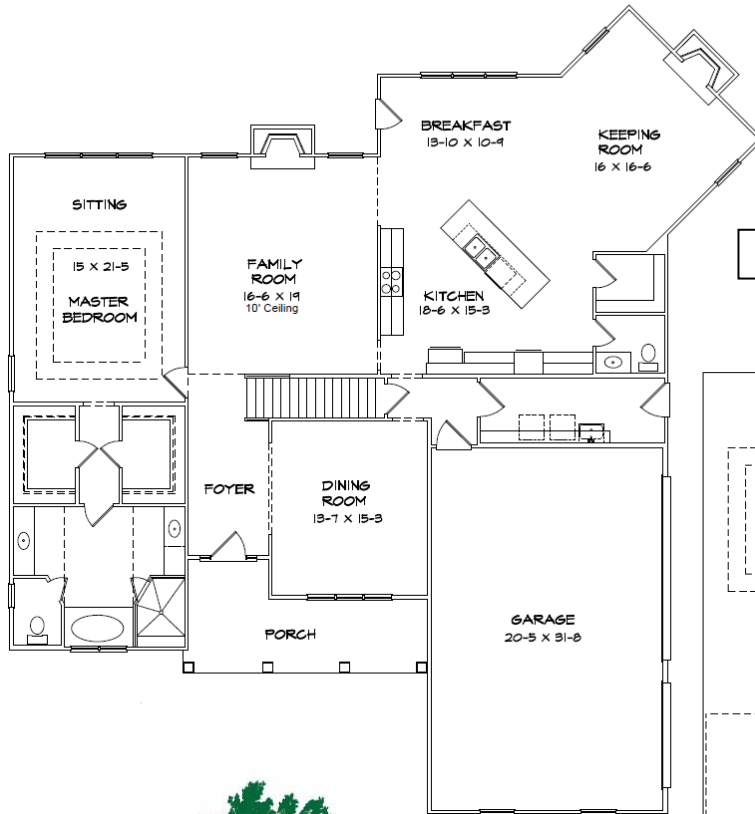 BREAKFAST
13-10 X 10-9
KEEPING
ROOM
16 X 16-6
SITTING
15 X 21-5
MASTER
BEDROOM
FAMILY
ROOM
16-6 X 19
10' Ceiling
KITCHEN
18-6 X 15-3
FOYER
DINING
ROOM
13-7 X 15-3
PORCH
GARAGE
20-5 X 31-8